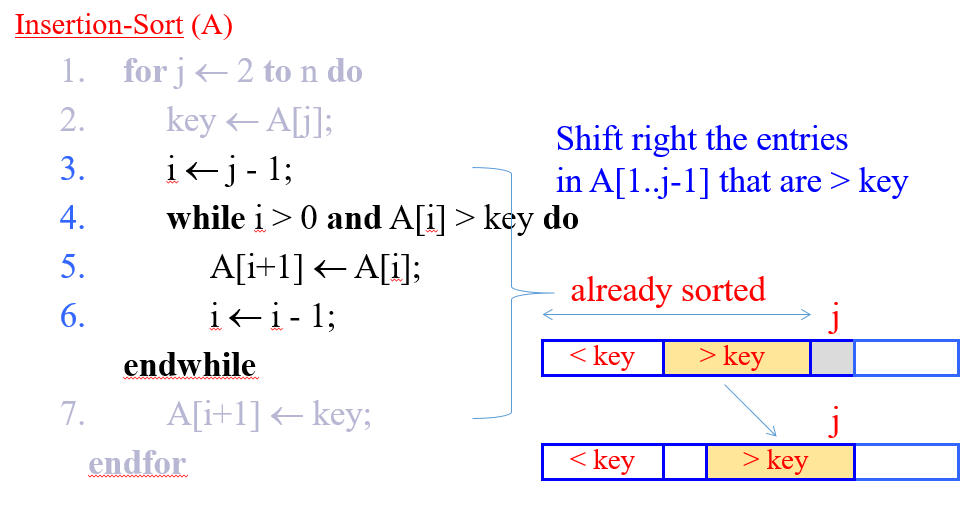 Insertion-Sort (A)
1. for j ← 2 to n do
2. key ← A[j];
3. i ← j - 1;
4. while i > 0 and A[i] > key do
5. A[i+1] ← A[i];
6. i ← i - 1;
endwhile
7. A[i+1] ← key;
endfor
Shift right the entries
in A[1..j-1] that are > key
already sorted
j
< key > key
j
< key > key